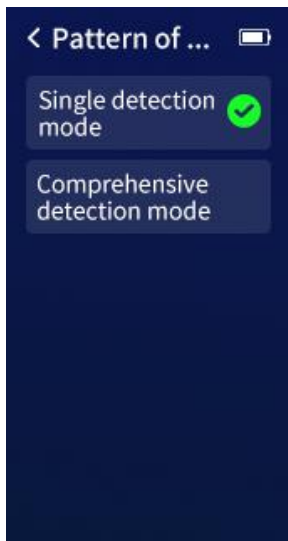 < Pattern of ...
Single detection
mode
Comprehensive
detection mode